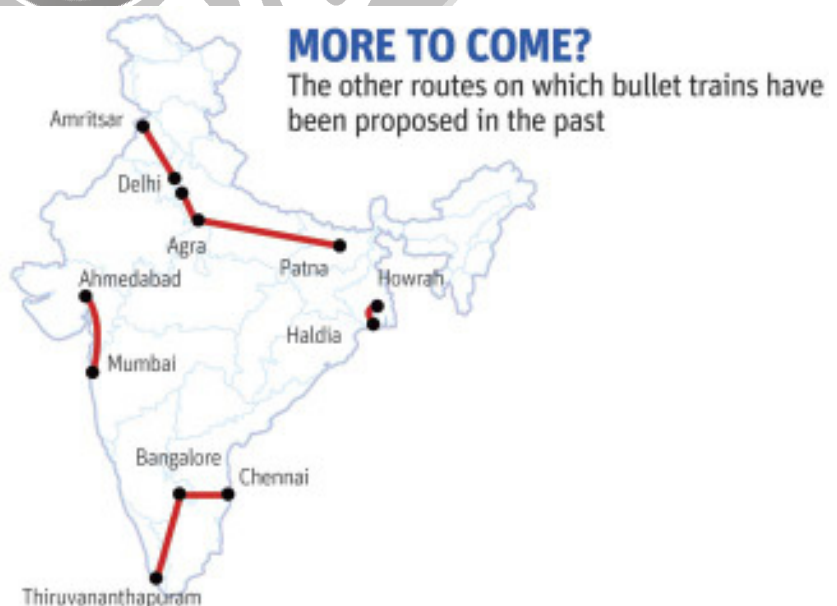 MORE TO COME?
The other routes on which bullet trains have
been proposed in the past
Amritsar
Delhi
Agra
Patna
Howrah
Ahmedabad
Haldia
Mumbai
Bangalore
Chennai
Thiruvananthapuram